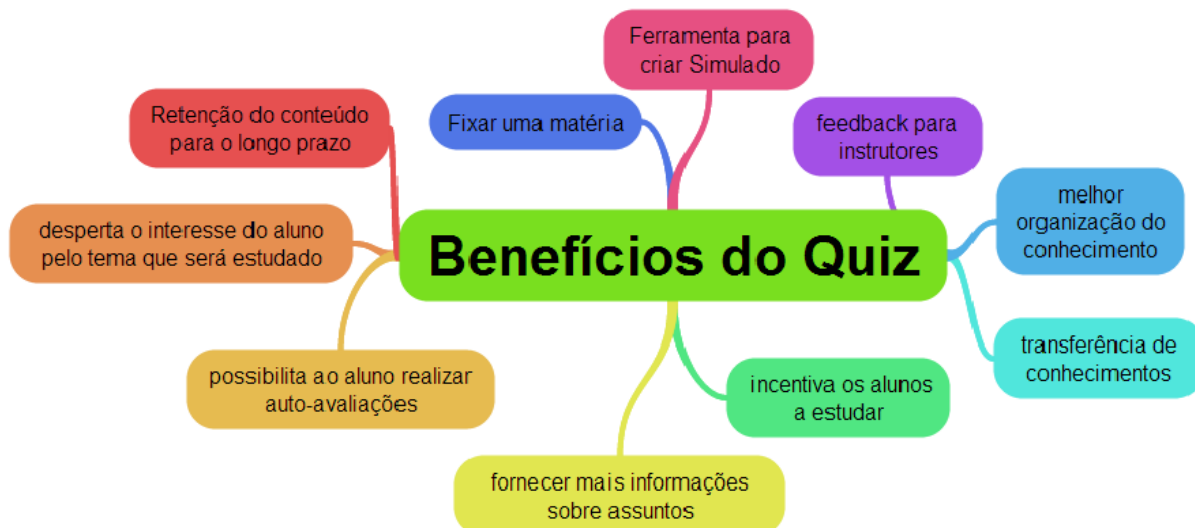 Ferramenta para
criar Simulado
Fixar uma matéria
feedback para
instrutores
Retenção do conteúdo
para o longo prazo
melhor
organização do
conhecimento
desperta o interesse do aluno
pelo tema que será estudado
Benefícios do Quiz
transferência de
conhecimentos
possibilita ao aluno realizar
auto-avaliações
incentiva os alunos
a estudar
fornecer mais informações
sobre assuntos